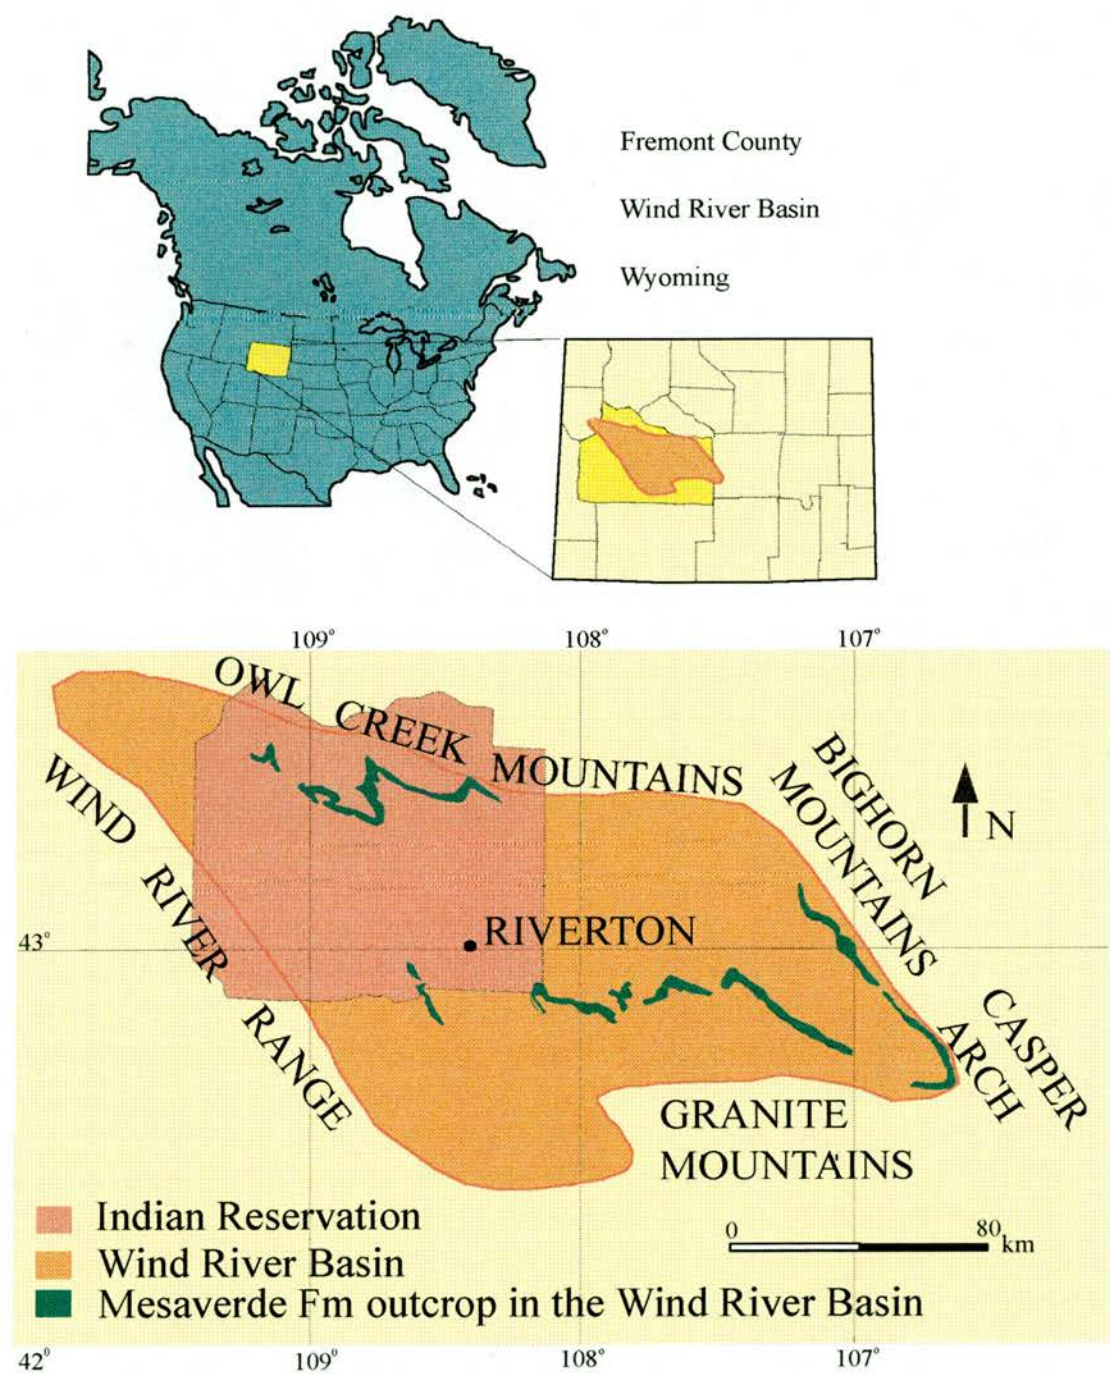 Fremont County
Wind River Basin
Wyoming
109°
108°
107°
OWL CREEK MOUNTAINS
BIGHORN
MOUNTAINS
WIND RIVER RANGE
N
43°
RIVERTON
CASPER
ARCH
GRANITE
MOUNTAINS
Indian Reservation
0
80
km
Wind River Basin
Mesaverde Fm outcrop in the Wind River Basin
42°
109°
108°
107°